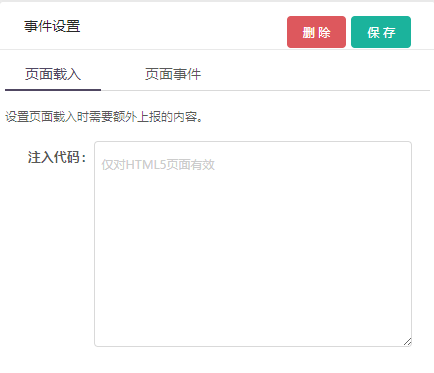 事件设置
删 除
保 存
页面载入
页面事件
设置页面载入时需要额外上报的内容。
注入代码：
仅对HTML5页面有效